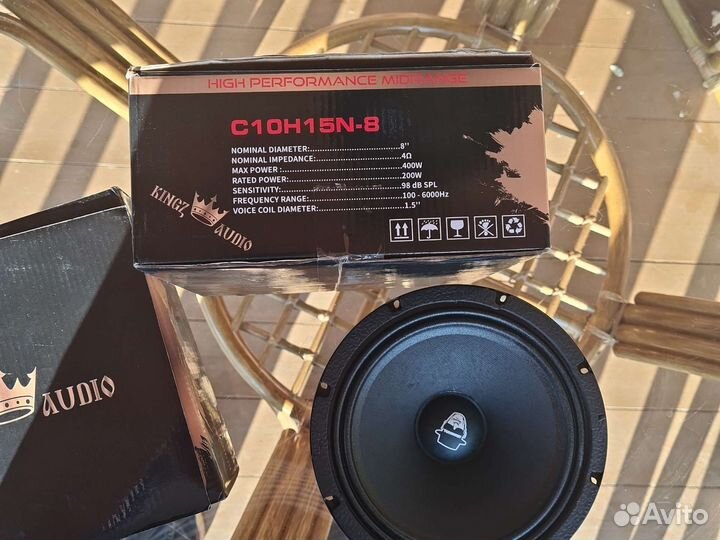 HIGH PERFORMANCE MIDRANGE
C10H15N-8
NOMINAL DIAMETER:........................8''
NOMINAL IMPEDANCE:........................4Ω
MAX POWER :........................400W
RATED POWER:........................200W
SENSITIVITY:........................98 dB SPL
FREQUENCY RANGE:........................100 - 6000Hz
VOICE COIL DIAMETER:........................1.5''
KINGZ AUDIO
AUDIO
Avito